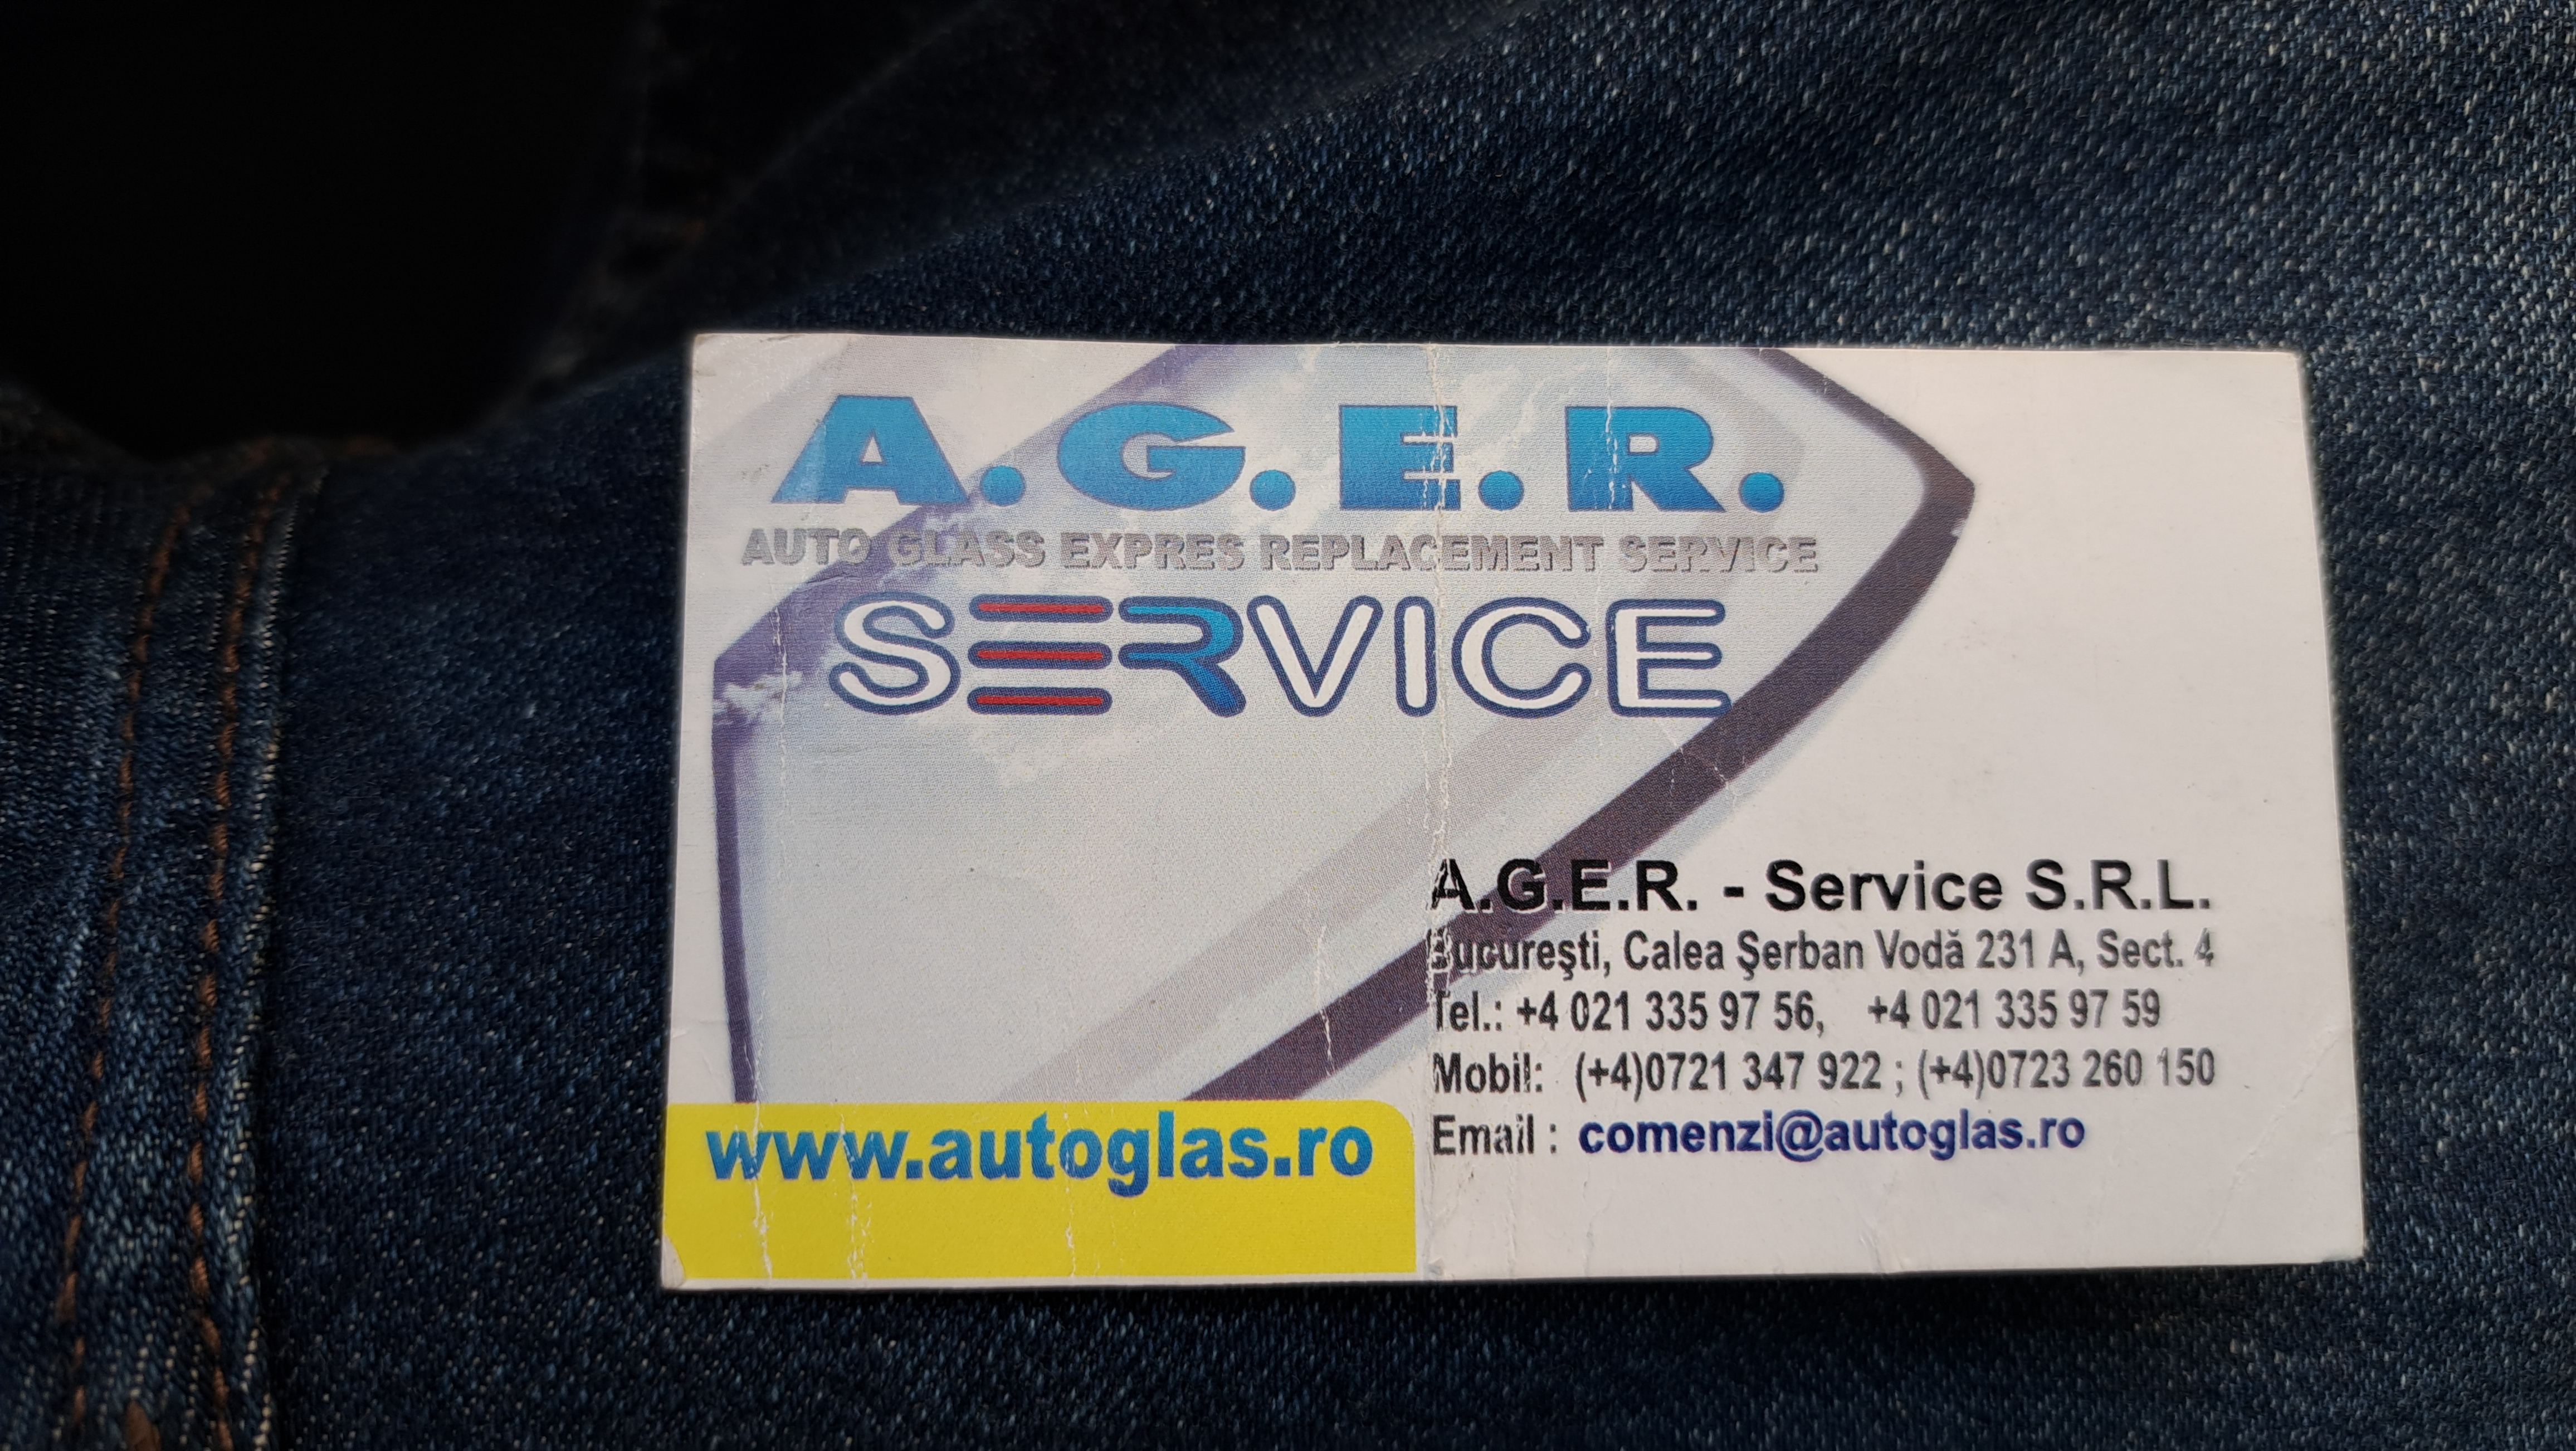 A.G.E.R.
AUTO GLASS EXPRES REPLACEMENT SERVICE
SERVICE
A.G.E.R. - Service S.R.L.
Bucureşti, Calea Şerban Vodă 231 A, Sect. 4
Tel.: +4 021 335 97 56, +4 021 335 97 59
Mobil: (+4)0721 347 922 ; (+4)0723 260 150
Email : comenzi@autoglas.ro
www.autoglas.ro